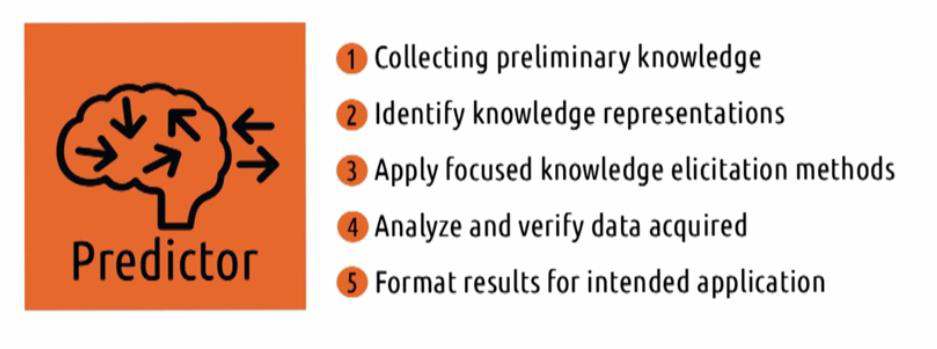 Predictor
1 Collecting preliminary knowledge
2 Identify knowledge representations
3 Apply focused knowledge elicitation methods
4 Analyze and verify data acquired
5 Format results for intended application